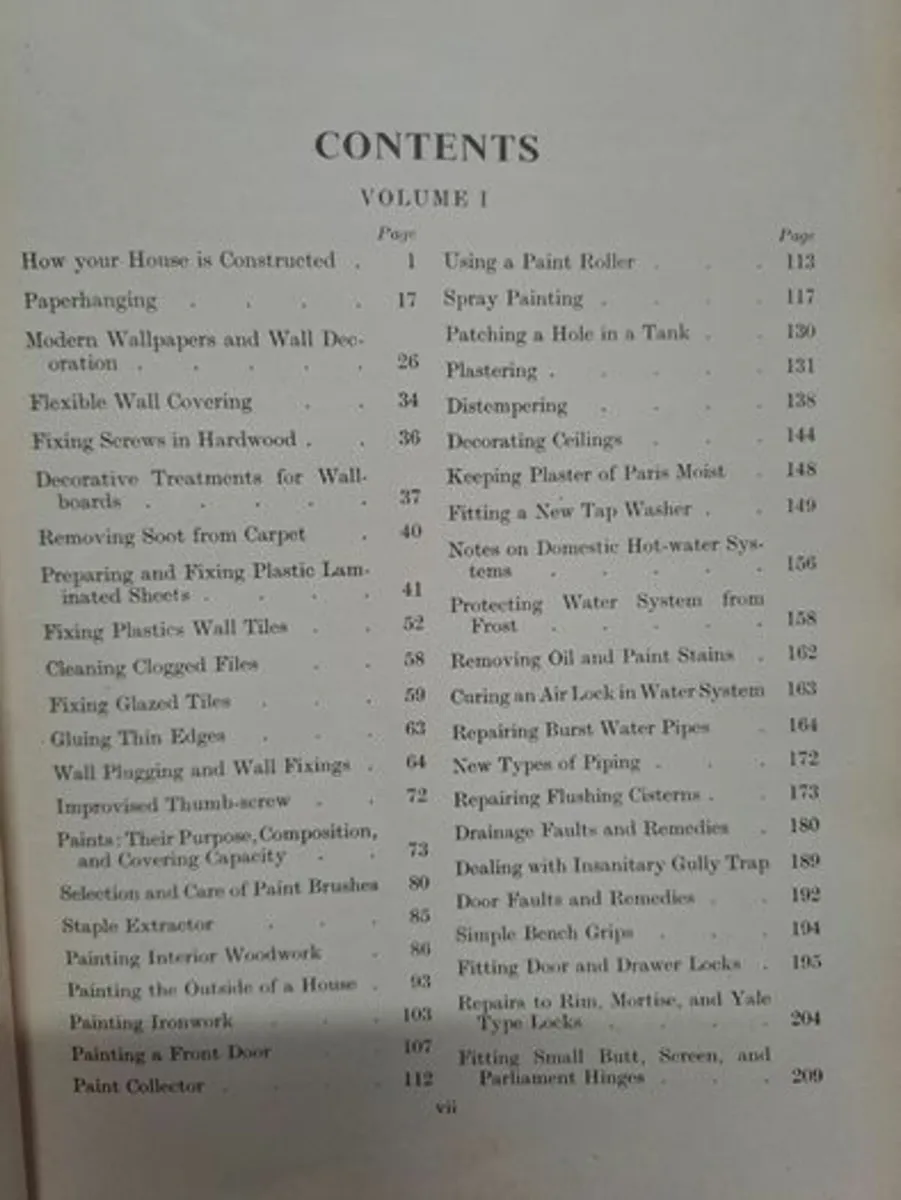 CONTENTS
VOLUME I
Page
How your House is Constructed . 1
Paperhanging . . . . 17
Modern Wallpapers and Wall Dec-
oration . . . . . 26
Flexible Wall Covering . . 34
Fixing Screws in Hardwood . . 36
Decorative Treatments for Wall-
boards . . . . . 37
Removing Soot from Carpet . 40
Preparing and Fixing Plastic Lam-
inated Sheets . . . . 41
Fixing Plastics Wall Tiles . . 52
Cleaning Clogged Files . . 58
Fixing Glazed Tiles . . . 59
Gluing Thin Edges . . . 63
Wall Plugging and Wall Fixings . 64
Improvised Thumb-screw . . 72
Paints: Their Purpose, Composition,
and Covering Capacity . . 73
Selection and Care of Paint Brushes 80
Staple Extractor . . . 85
Painting Interior Woodwork . 86
Painting the Outside of a House . 93
Painting Ironwork . . . 103
Painting a Front Door . . 107
Paint Collector . . . . 112
Page
Using a Paint Roller . . . 113
Spray Painting . . . . 117
Patching a Hole in a Tank . . 130
Plastering . . . . . 131
Distempering . . . . 138
Decorating Ceilings . . . 144
Keeping Plaster of Paris Moist . 148
Fitting a New Tap Washer . . 149
Notes on Domestic Hot-water Sys-
tems . . . . . 156
Protecting Water System from
Frost . . . . . 158
Removing Oil and Paint Stains . 162
Curing an Air Lock in Water System 163
Repairing Burst Water Pipes . 164
New Types of Piping . . . 172
Repairing Flushing Cisterns . . 173
Drainage Faults and Remedies . 180
Dealing with Insanitary Gully Trap 189
Door Faults and Remedies . . 192
Simple Bench Grips . . . 194
Fitting Door and Drawer Locks . 195
Repairs to Rim, Mortise, and Yale
Type Locks . . . . 204
Fitting Small Butt, Screen, and
Parliament Hinges . . . 209
vii